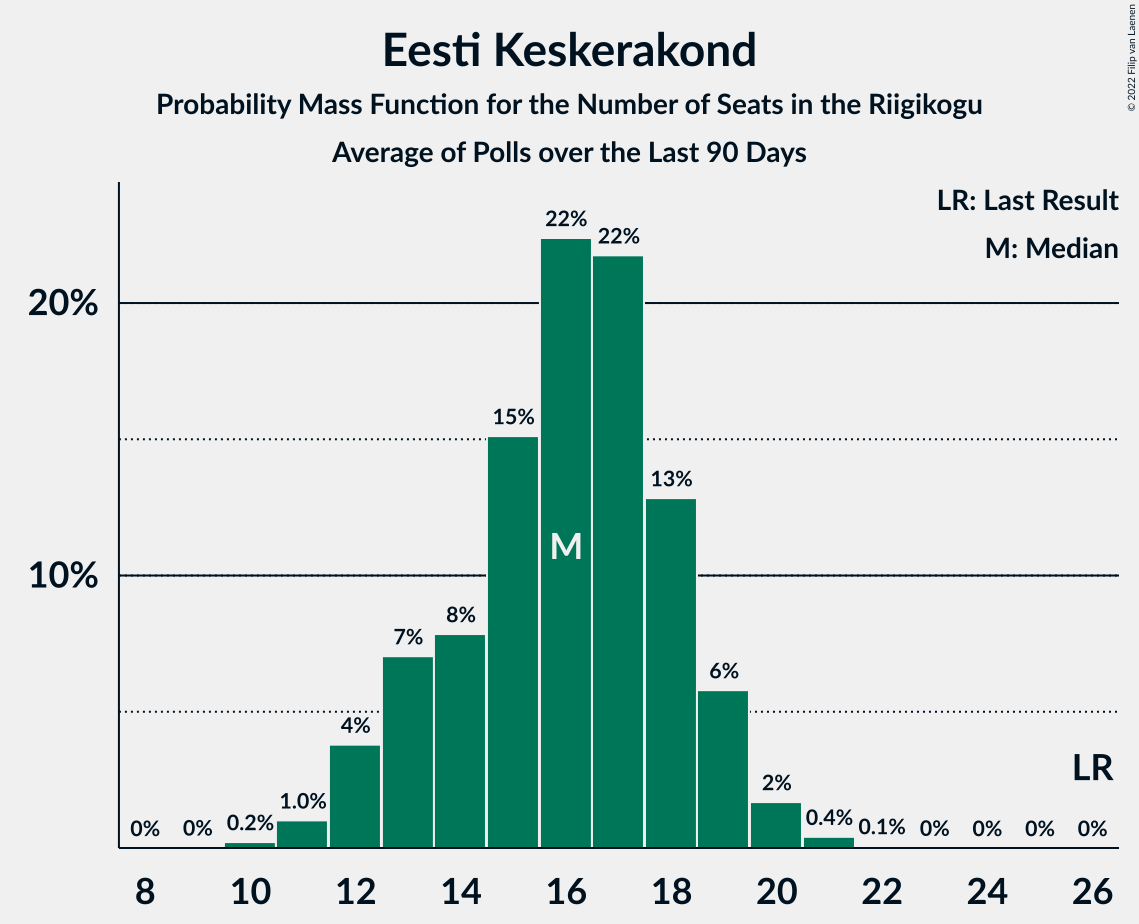 Eesti Keskerakond
Probability Mass Function for the Number of Seats in the Riigikogu
Average of Polls over the Last 90 Days
© 2022 Filip van Laenen
LR: Last Result
M: Median
20%
10%
0%
0%
0.2%
1.0%
4%
7%
8%
15%
22%
22%
13%
6%
2%
0.4%
0.1%
0%
0%
0%
0%
M
LR
8 10 12 14 16 18 20 22 24 26